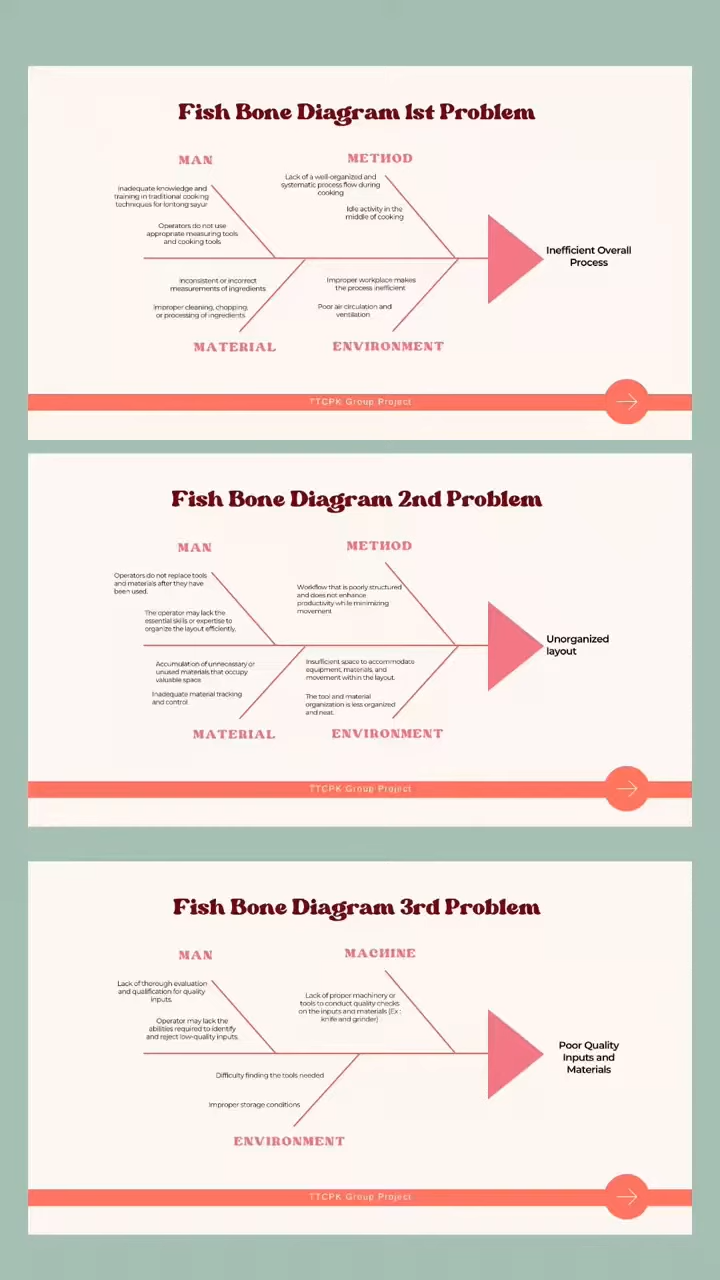 Fish Bone Diagram 1st Problem
MAN
METHOD
Inadequate knowledge and
training in traditional cooking
techniques for lontong sayur
Lack of a well-organized and
systematic process flow during
cooking
Operators do not use
appropriate measuring tools
and cooking tools
Idle activity in the
middle of cooking
Inefficient Overall
Process
Inconsistent or incorrect
measurements of ingredients
Improper workplace makes
the process inefficient
Improper cleaning, chopping,
or processing of ingredients
Poor air circulation and
ventilation
MATERIAL
ENVIRONMENT
TTCPK Group Project
Fish Bone Diagram 2nd Problem
MAN
METHOD
Operators do not replace tools
and materials after they have
been used.
Workflow that is poorly structured
and does not enhance
productivity while minimizing
movement
The operator may lack the
essential skills or expertise to
organize the layout efficiently.
Unorganized
layout
Accumulation of unnecessary or
unused materials that occupy
valuable space
Insufficient space to accommodate
equipment, materials, and
movement within the layout.
Inadequate material tracking
and control
The tool and material
organization is less organized
and neat.
MATERIAL
ENVIRONMENT
TTCPK Group Project
Fish Bone Diagram 3rd Problem
MAN
MACHINE
Lack of thorough evaluation
and qualification for quality
inputs.
Lack of proper machinery or
tools to conduct quality checks
on the inputs and materials (Ex :
knife and grinder)
Operator may lack the
abilities required to identify
and reject low-quality inputs.
Poor Quality
Inputs and
Materials
Difficulty finding the tools needed
Improper storage conditions
ENVIRONMENT
TTCPK Group Project